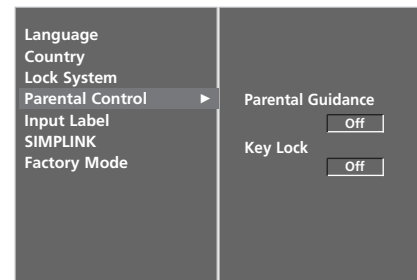 Language
Country
Lock System
Parental Control ►
Input Label
SIMPLINK
Factory Mode
Parental Guidance
Off
Key Lock
Off